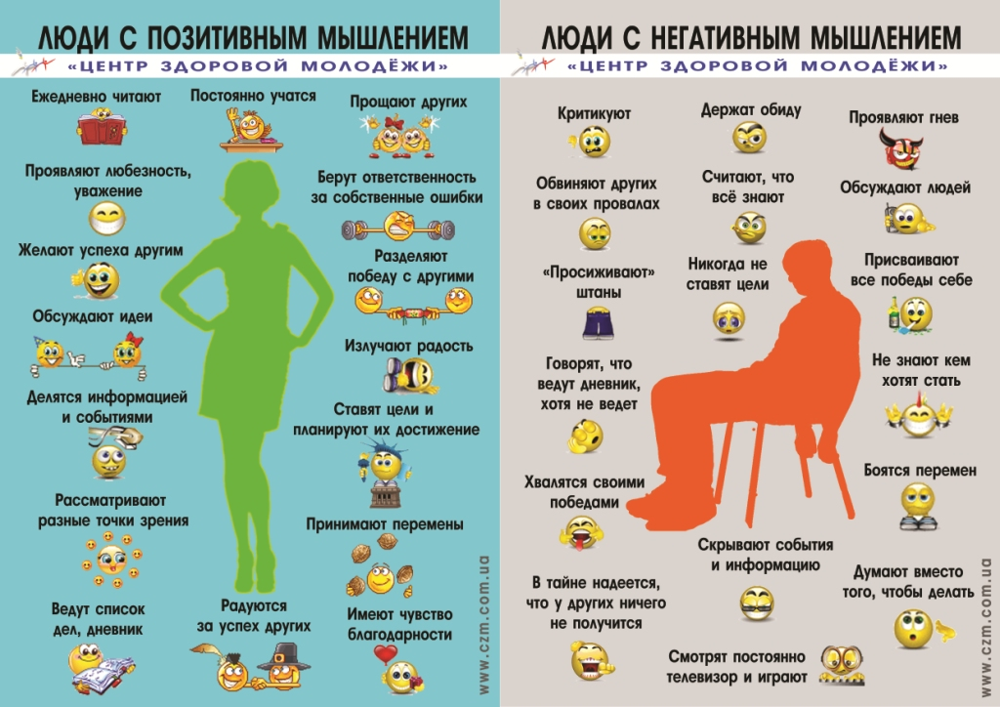 ЛЮДИ С ПОЗИТИВНЫМ МЫШЛЕНИЕМ
«ЦЕНТР ЗДОРОВОЙ МОЛОДЁЖИ»
Ежедневно читают
Постоянно учатся
Прощают других
Проявляют любезность,
уважение
Берут ответственность
за собственные ошибки
Желают успеха другим
Разделяют
победу с другими
Обсуждают идеи
Излучают радость
Делятся информацией
и событиями
Ставят цели и
планируют их достижение
Рассматривают
разные точки зрения
Принимают перемены
Ведут список
дел, дневник
Радуются
за успех других
Имеют чувство
благодарности
www.czm.com.ua
ЛЮДИ С НЕГАТИВНЫМ МЫШЛЕНИЕМ
«ЦЕНТР ЗДОРОВОЙ МОЛОДЁЖИ»
Критикуют
Держат обиду
Проявляют гнев
Обвиняют других
в своих провалах
Считают, что
всё знают
Обсуждают людей
«Просиживают»
штаны
Никогда не
ставят цели
Присваивают
все победы себе
Говорят, что
ведут дневник,
хотя не ведет
Не знают кем
хотят стать
Хвалятся своими
победами
Боятся перемен
Скрывают события
и информацию
В тайне надеется,
что у других ничего
не получится
Думают вместо
того, чтобы делать
Смотрят постоянно
телевизор и играют
www.czm.com.ua